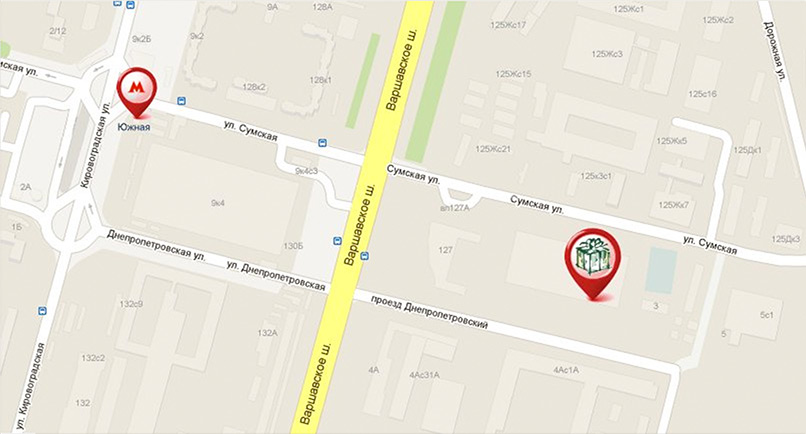 9А
128А
125Жс17
125Жс2
2/12
9к2Б
9к2
Варшавское ш.
Дорожная ул.
125Жс3
125Жс15
128к2
128к1
125с16
М
Южная
ул. Сумская
Кировоградская ул.
125Жс21
125Жк5
125Дк1
9к4с3
Сумская ул.
125к3с1
2А
9к4
вл127А
Сумская ул.
125Жк7
Варшавское ш.
1Б
Днепропетровская ул.
130Б
127
ул. Сумская
125Дк3
ул. Днепропетровская
132с9
проезд Днепропетровский
3
132А
5
5с1
132с2
4А
4Ас31А
4Ас1А
Варшавское ш.
132
ул. Кировоградская